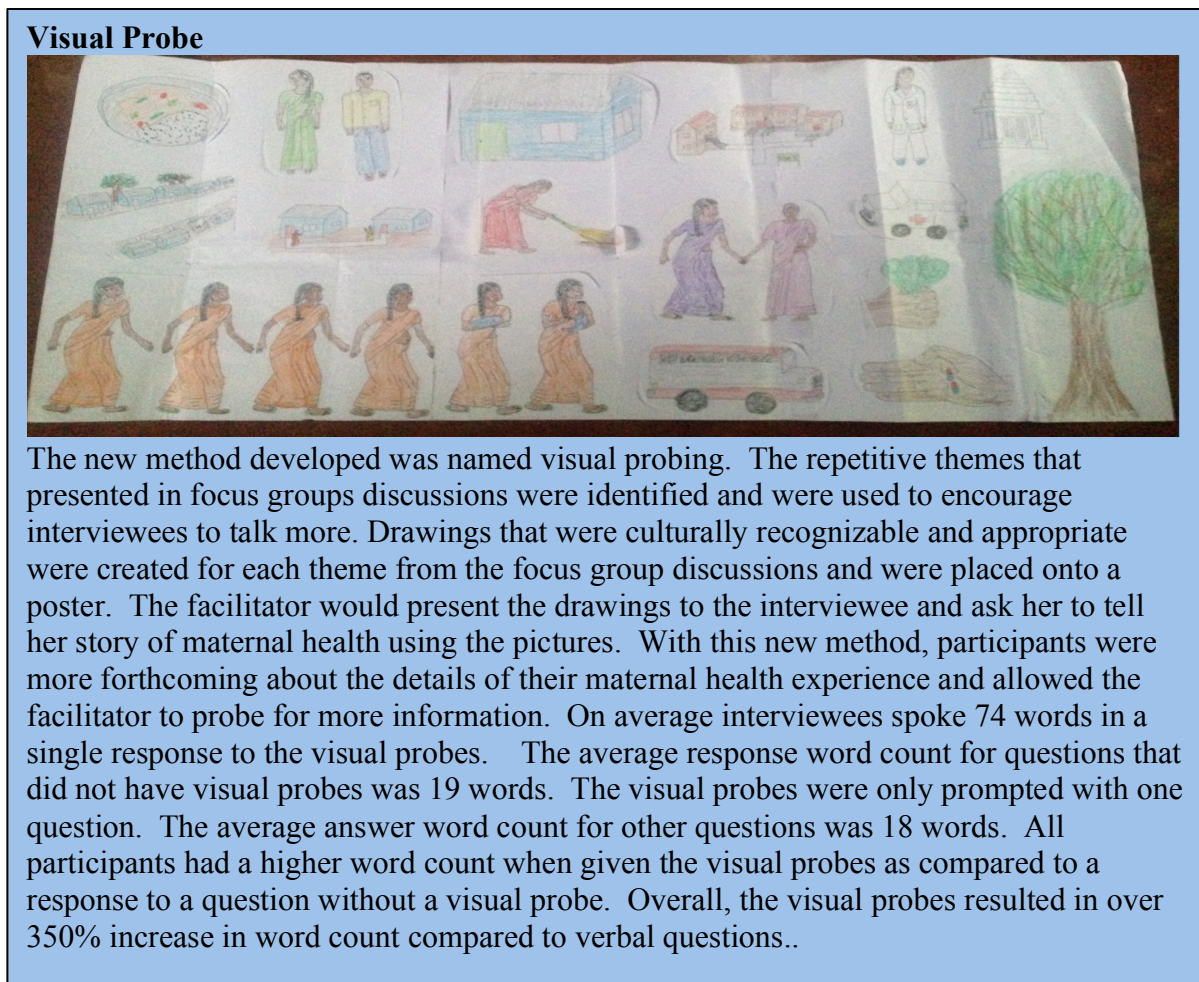 Visual Probe
The new method developed was named visual probing.  The repetitive themes that
presented in focus groups discussions were identified and were used to encourage
interviewees to talk more. Drawings that were culturally recognizable and appropriate
were created for each theme from the focus group discussions and were placed onto a
poster.  The facilitator would present the drawings to the interviewee and ask her to tell
her story of maternal health using the pictures.  With this new method, participants were
more forthcoming about the details of their maternal health experience and allowed the
facilitator to probe for more information.  On average interviewees spoke 74 words in a
single response to the visual probes.    The average response word count for questions that
did not have visual probes was 19 words.  The visual probes were only prompted with one
question.  The average answer word count for other questions was 18 words.  All
participants had a higher word count when given the visual probes as compared to a
response to a question without a visual probe.  Overall, the visual probes resulted in over
350% increase in word count compared to verbal questions..